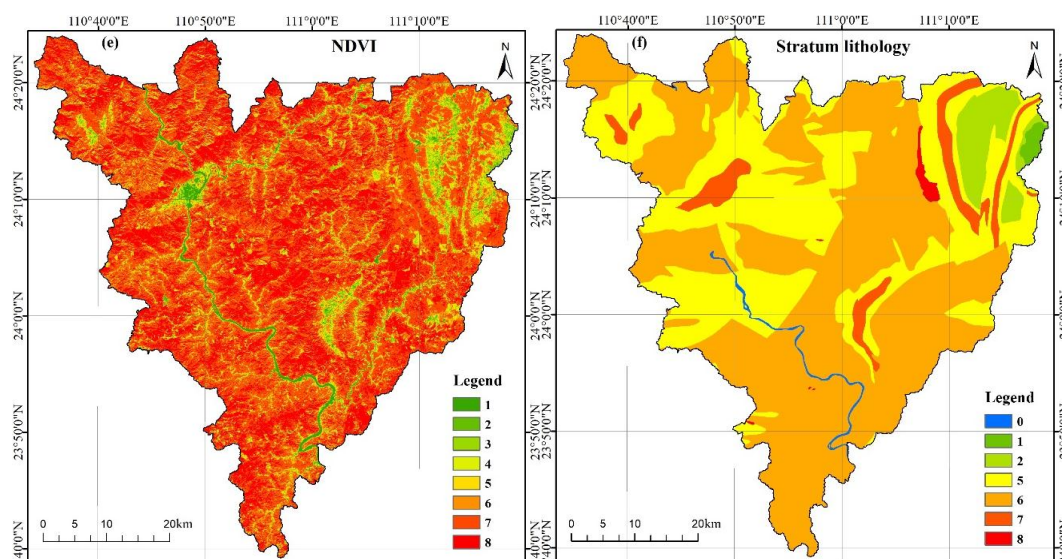 110°40'0"E 110°50'0"E 111°0'0"E 111°10'0"E
(e) NDVI
N
24°20'0"N
24°10'0"N
24°0'0"N
23°50'0"N
Legend
1
2
3
4
5
6
7
8
0 5 10 20km
110°40'0"E 110°50'0"E 111°0'0"E 111°10'0"E
(f) Stratum lithology
N
24°20'0"N
24°10'0"N
24°0'0"N
23°50'0"N
Legend
0
1
2
5
6
7
8
0 5 10 20km